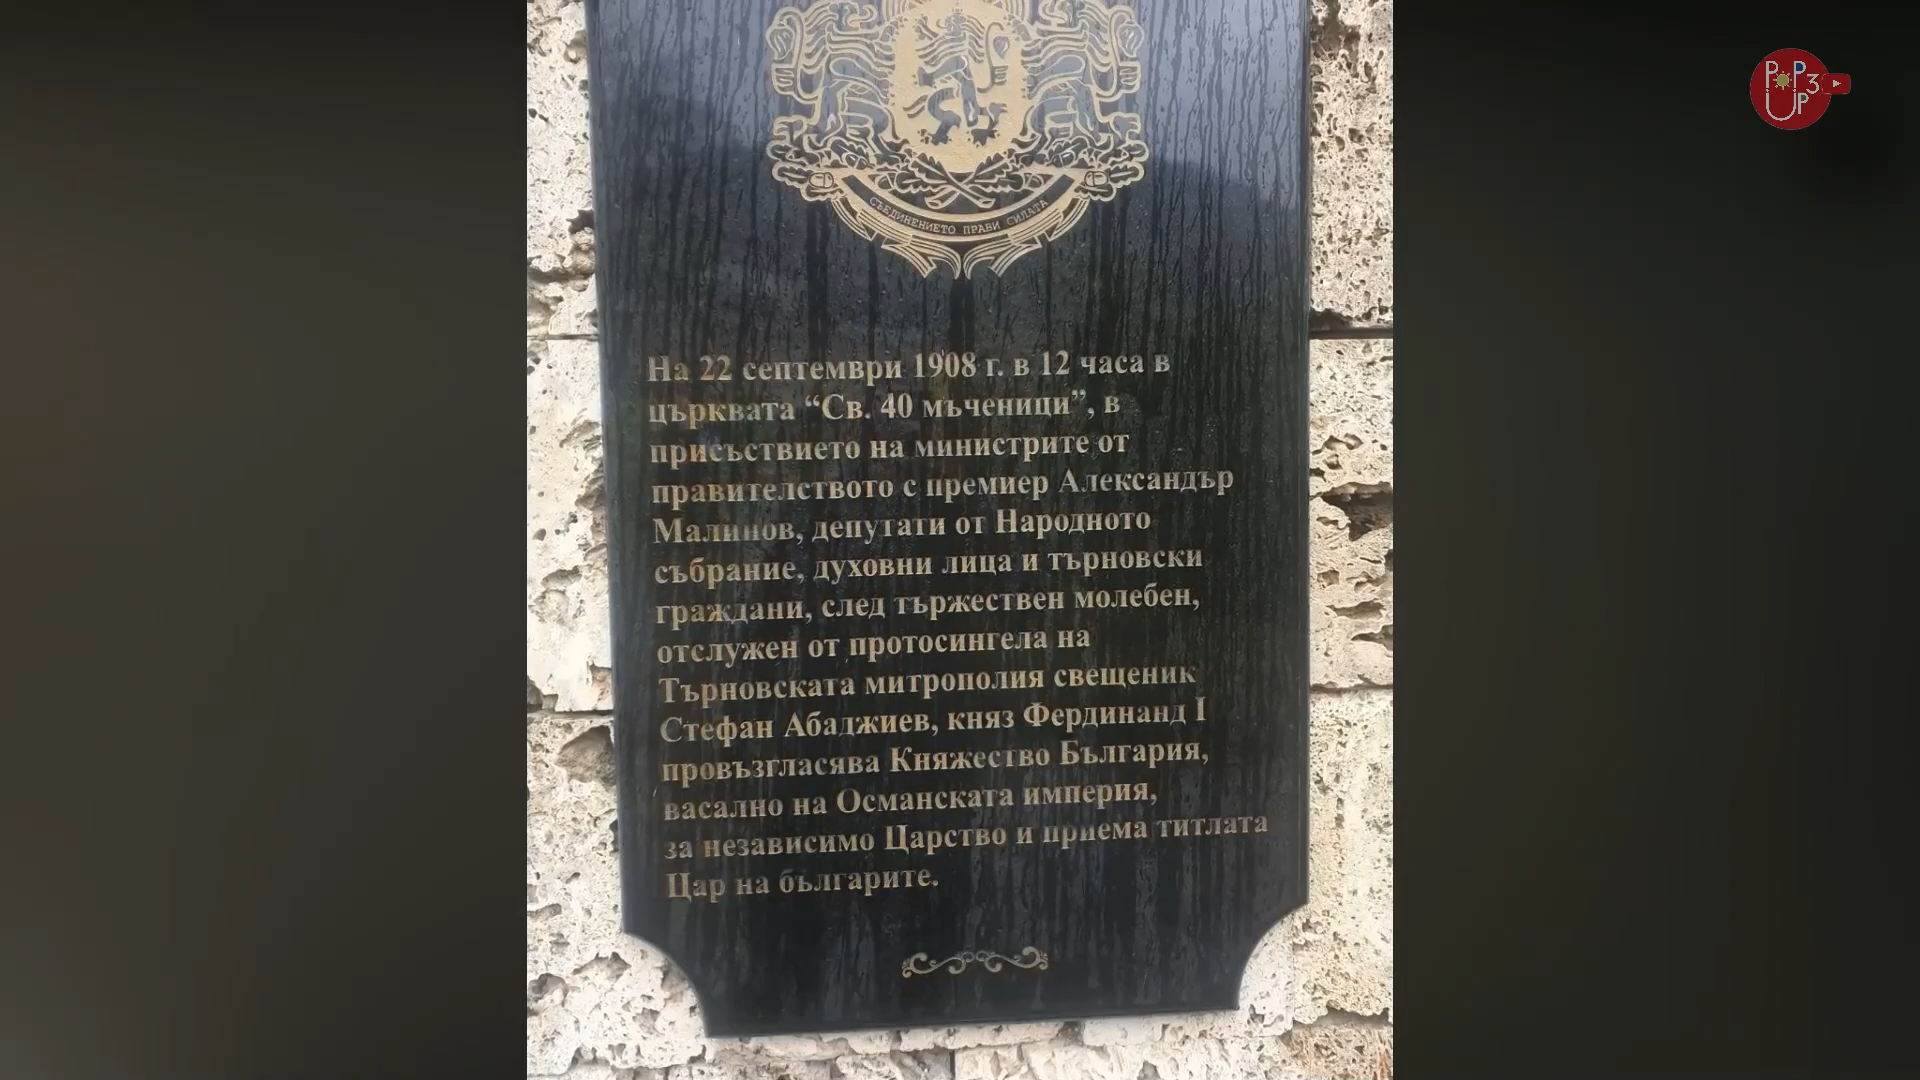 СЪЕДИНЕНИЕТО ПРАВИ СИЛАТА
На 22 септември 1908 г. в 12 часа в
църквата “Св. 40 мъченици”, в
присъствието на министрите от
правителството с премиер Александър
Малинов, депутати от Народното
събрание, духовни лица и търновски
граждани, след тържествен молебен,
отслужен от протосингела на
Търновската митрополия свещеник
Стефан Абаджиев, княз Фердинанд I
провъзгласява Княжество България,
васално на Османската империя,
за независимо Царство и приема титлата
Цар на българите.
POP
UP3